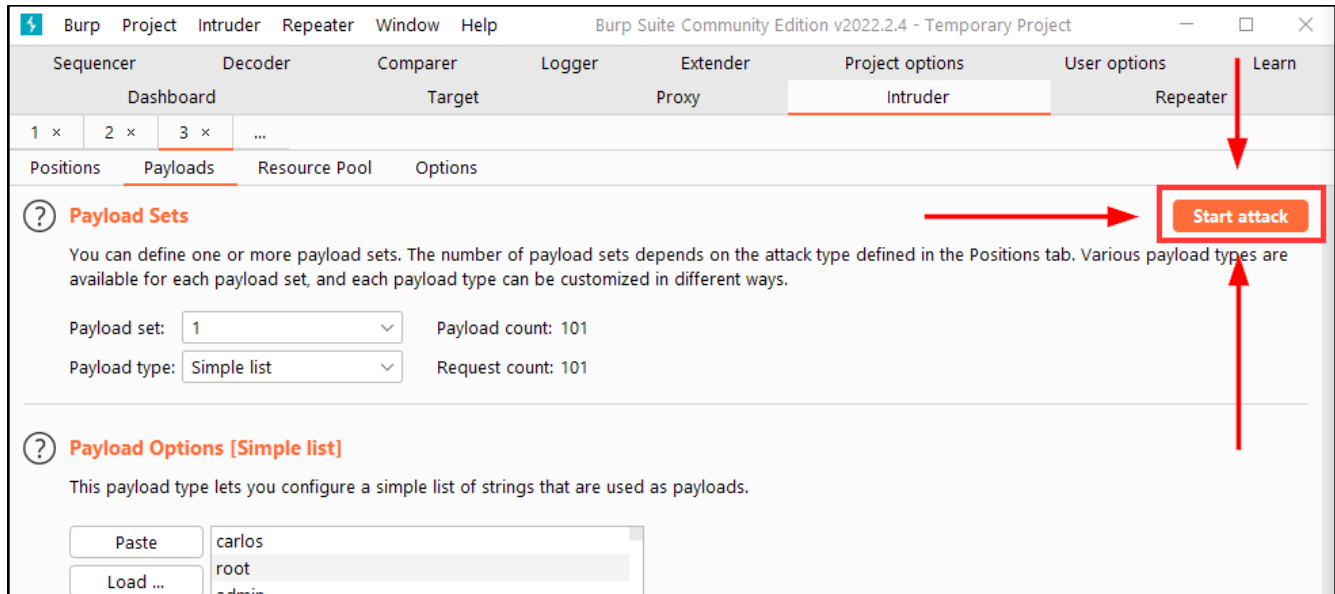 Burp Project Intruder Repeater Window Help Burp Suite Community Edition v2022.2.4 - Temporary Project
Sequencer Decoder Comparer Logger Extender Project options User options Learn
Dashboard Target Proxy Intruder Repeater
1 × 2 × 3 × ...
Positions Payloads Resource Pool Options
? Payload Sets Start attack
You can define one or more payload sets. The number of payload sets depends on the attack type defined in the Positions tab. Various payload types are
available for each payload set, and each payload type can be customized in different ways.
Payload set: 1 Payload count: 101
Payload type: Simple list Request count: 101
? Payload Options [Simple list]
This payload type lets you configure a simple list of strings that are used as payloads.
Paste carlos
Load ... root
admin